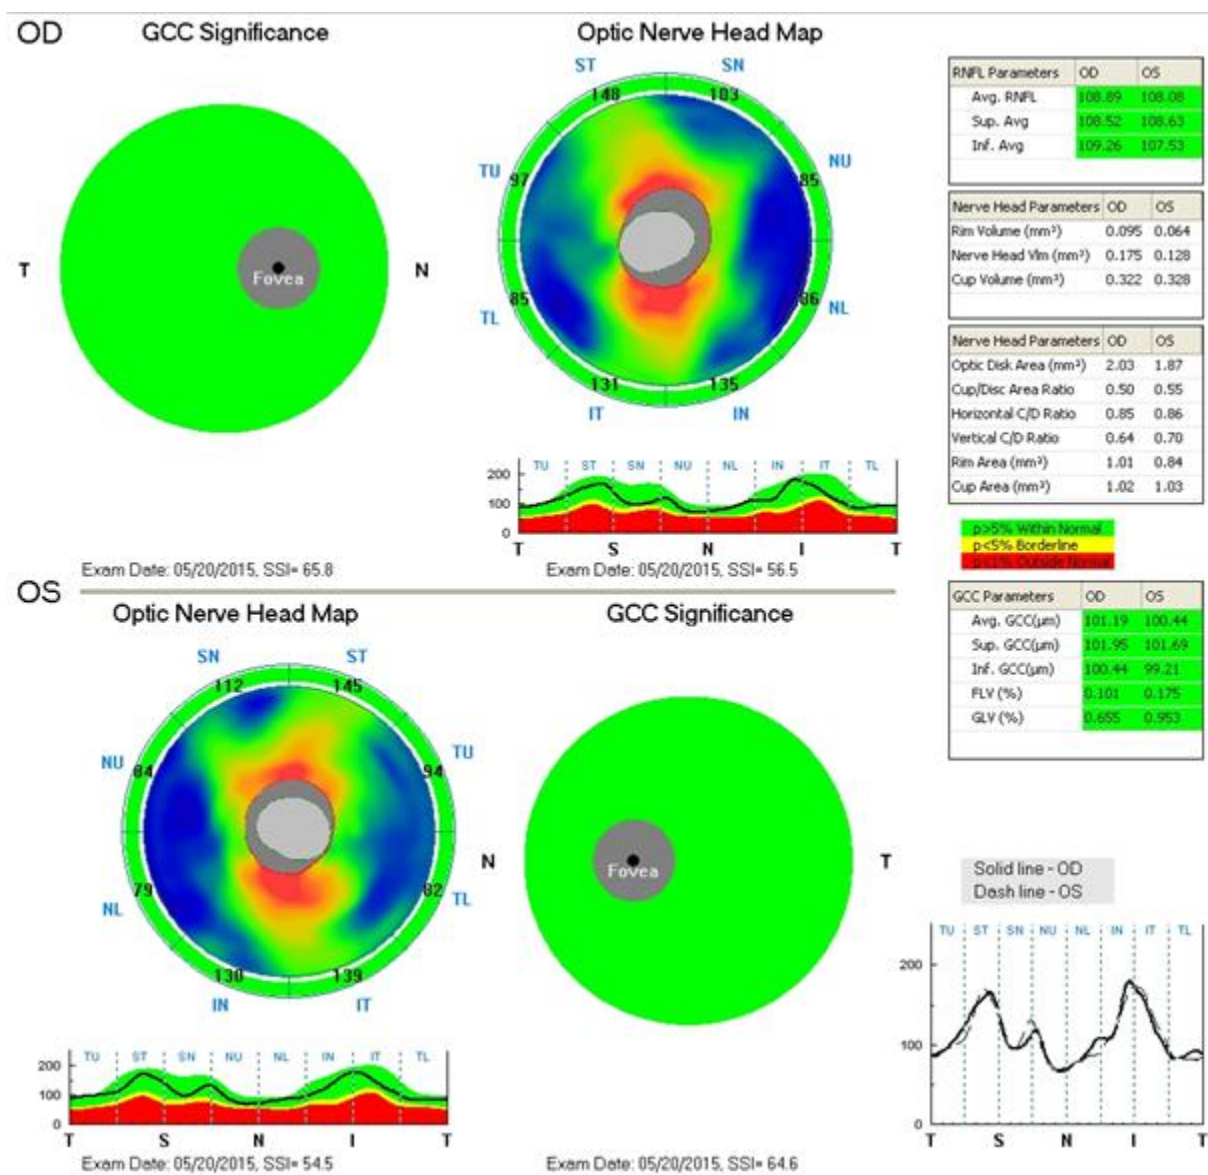 OD
GCC Significance
Optic Nerve Head Map
T
N
Fovea
ST
SN
NU
NL
IN
IT
TL
TU
148
103
85
86
135
131
85
97
TU ST SN NU NL IN IT TL
200
100
0
T S N I T
Exam Date: 05/20/2015, SSI= 65.8
Exam Date: 05/20/2015, SSI= 56.5
RNFL Parameters OD OS
Avg. RNFL 108.89 108.08
Sup. Avg 108.52 108.63
Inf. Avg 109.26 107.53
Nerve Head Parameters OD OS
Rim Volume (mm³) 0.095 0.064
Nerve Head Vlm (mm³) 0.175 0.128
Cup Volume (mm³) 0.322 0.328
Nerve Head Parameters OD OS
Optic Disk Area (mm²) 2.03 1.87
Cup/Disc Area Ratio 0.50 0.55
Horizontal C/D Ratio 0.85 0.86
Vertical C/D Ratio 0.64 0.70
Rim Area (mm²) 1.01 0.84
Cup Area (mm²) 1.02 1.03
p>5% Within Normal
p<5% Borderline
p<1% Outside Normal
GCC Parameters OD OS
Avg. GCC(µm) 101.19 100.44
Sup. GCC(µm) 101.95 101.69
Inf. GCC(µm) 100.44 99.21
FLV (%) 0.101 0.175
GLV (%) 0.655 0.953
OS
Optic Nerve Head Map
GCC Significance
SN
ST
TU
TL
IT
IN
NL
NU
112
145
94
82
139
130
79
84
N
T
Fovea
TU ST SN NU NL IN IT TL
200
100
0
T S N I T
Exam Date: 05/20/2015, SSI= 54.5
Exam Date: 05/20/2015, SSI= 64.6
Solid line - OD
Dash line - OS
TU ST SN NU NL IN IT TL
200
100
0
T S N I T